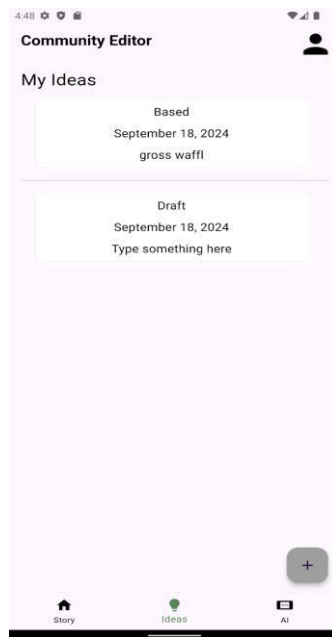 4:48
Community Editor
My Ideas
Based
September 18, 2024
gross waffl
Draft
September 18, 2024
Type something here
+
Story
Ideas
AI